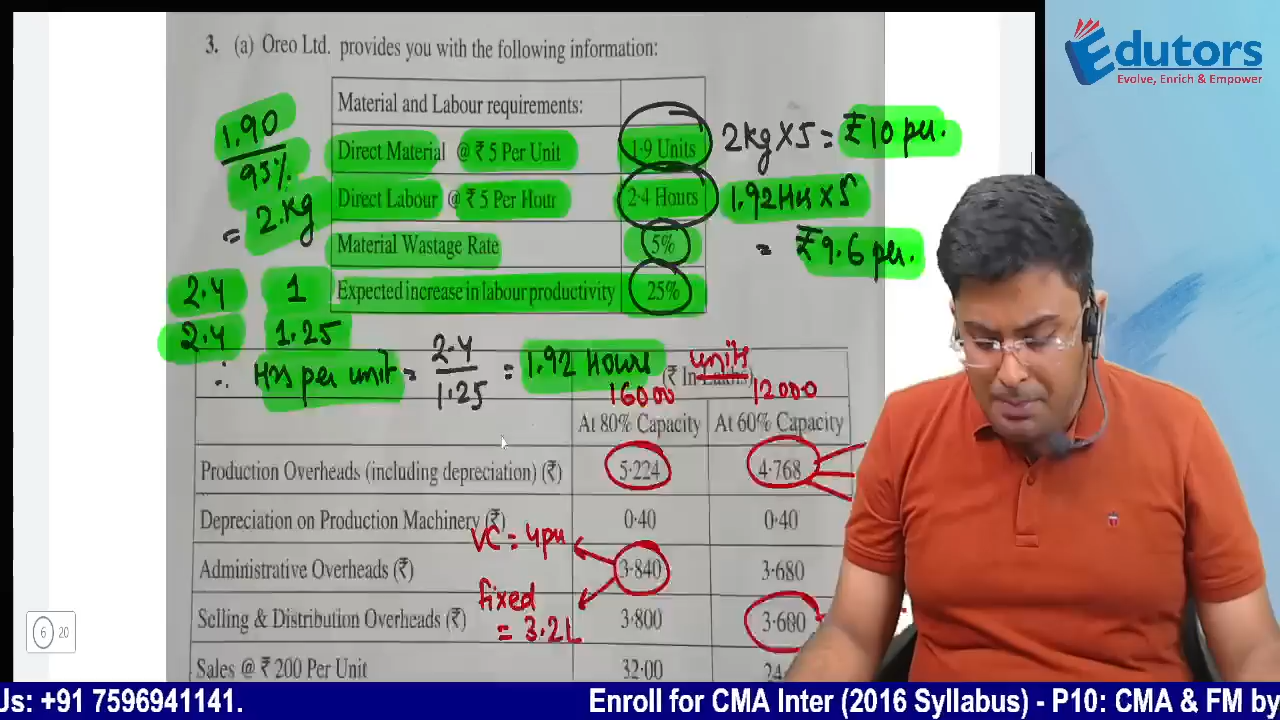 Edutors
Evolve, Enrich & Empower
3. (a) Oreo Ltd. provides you with the following information:
Material and Labour requirements:
Direct Material @ ₹ 5 Per Unit 1·9 Units
Direct Labour @ ₹ 5 Per Hour 2·4 Hours
Material Wastage Rate 5%
Expected increase in labour productivity 25%
1.90
95%
= 2.kg
2kg X5 = ₹10 pu.
1.92 Hrs X 5
= ₹9.6 per.
2.4 1
2.4 1.25
∴ Hrs per unit = 2.4
1.25
= 1.92 Hours
units
(₹ In Lakhs)
16000 12000
At 80% Capacity At 60% Capacity
Production Overheads (including depreciation) (₹) 5·224 4·768
Depreciation on Production Machinery (₹) 0·40 0·40
VC = 4pu
Administrative Overheads (₹) 3·840 3·680
fixed
= 3.2L
Selling & Distribution Overheads (₹) 3·800 3·680
Sales @ ₹ 200 Per Unit 32·00 24
6 20
Us: +91 7596941141. Enroll for CMA Inter (2016 Syllabus) - P10: CMA & FM by